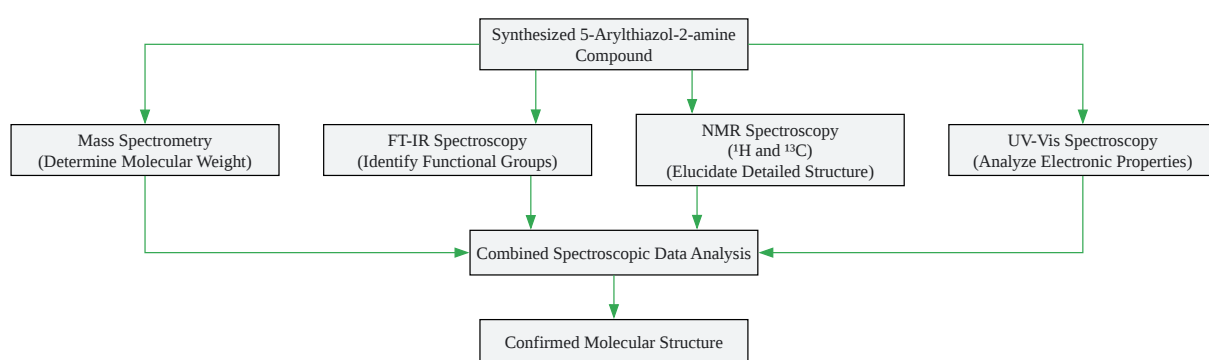 Synthesized 5-Arylthiazol-2-amine
Compound
Mass Spectrometry
(Determine Molecular Weight)
FT-IR Spectroscopy
(Identify Functional Groups)
NMR Spectroscopy
(¹H and ¹³C)
(Elucidate Detailed Structure)
UV-Vis Spectroscopy
(Analyze Electronic Properties)
Combined Spectroscopic Data Analysis
Confirmed Molecular Structure